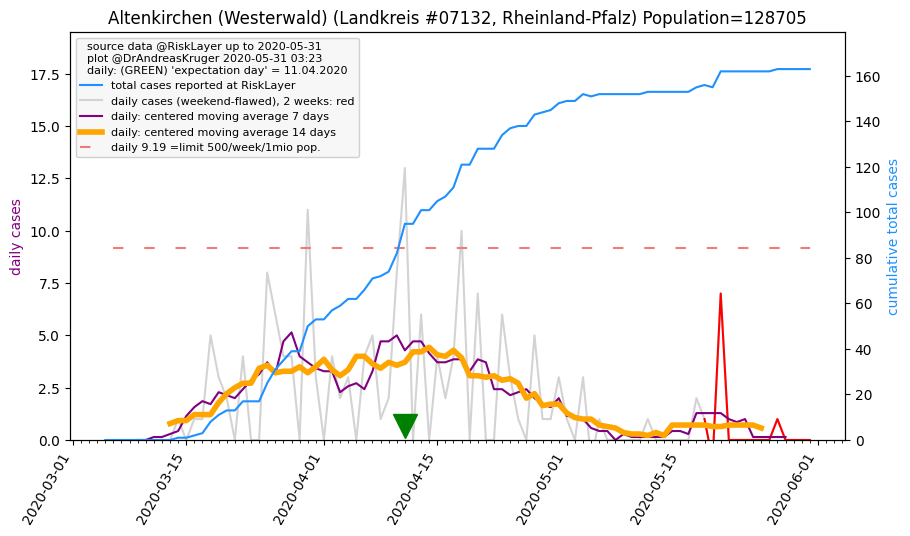 Altenkirchen (Westerwald) (Landkreis #07132, Rheinland-Pfalz) Population=128705
source data @RiskLayer up to 2020-05-31
plot @DrAndreasKruger 2020-05-31 03:23
daily: (GREEN) 'expectation day' = 11.04.2020
total cases reported at RiskLayer
daily cases (weekend-flawed), 2 weeks: red
daily: centered moving average 7 days
daily: centered moving average 14 days
daily 9.19 =limit 500/week/1mio pop.
daily cases
17.5
15.0
12.5
10.0
7.5
5.0
2.5
0.0
160
140
120
100
80
60
40
20
0
cumulative total cases
2020-03-01
2020-03-15
2020-04-01
2020-04-15
2020-05-01
2020-05-15
2020-06-01